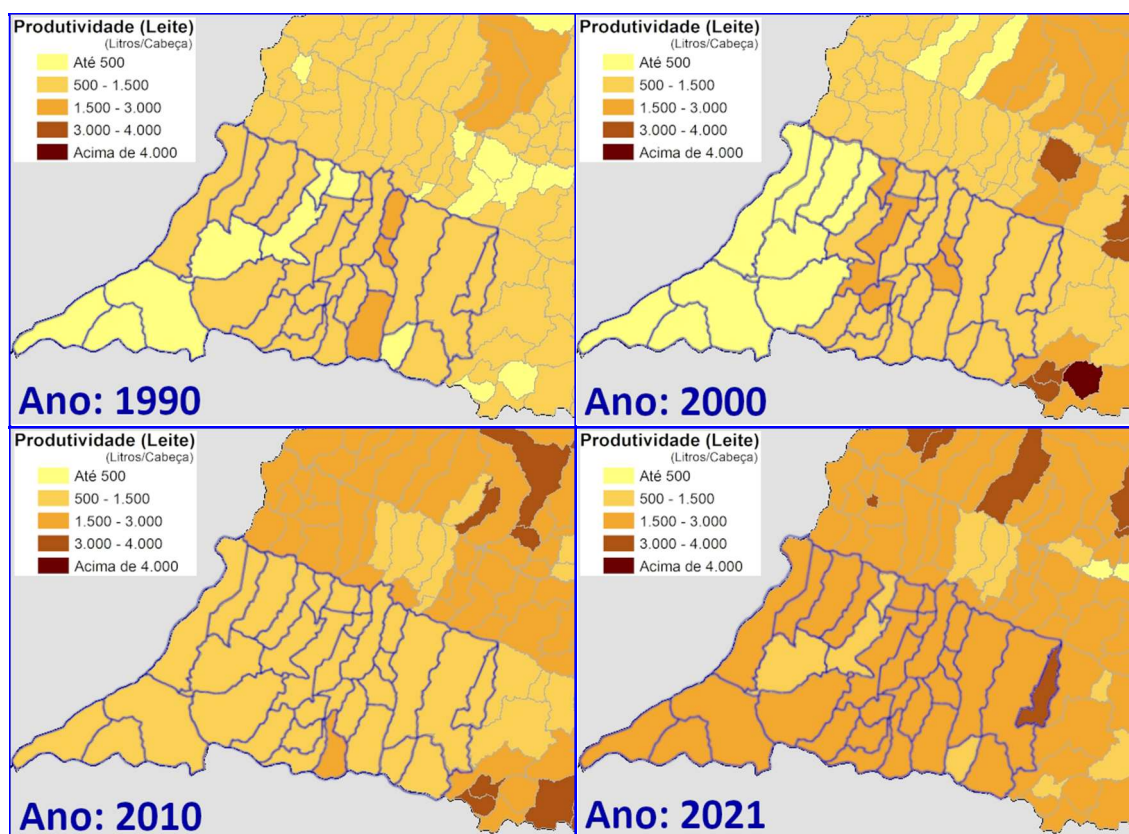 Produtividade (Leite)
(Litros/Cabeça)
Até 500
500 - 1.500
1.500 - 3.000
3.000 - 4.000
Acima de 4.000
Ano: 1990
Produtividade (Leite)
(Litros/Cabeça)
Até 500
500 - 1.500
1.500 - 3.000
3.000 - 4.000
Acima de 4.000
Ano: 2000
Produtividade (Leite)
(Litros/Cabeça)
Até 500
500 - 1.500
1.500 - 3.000
3.000 - 4.000
Acima de 4.000
Ano: 2010
Produtividade (Leite)
(Litros/Cabeça)
Até 500
500 - 1.500
1.500 - 3.000
3.000 - 4.000
Acima de 4.000
Ano: 2021